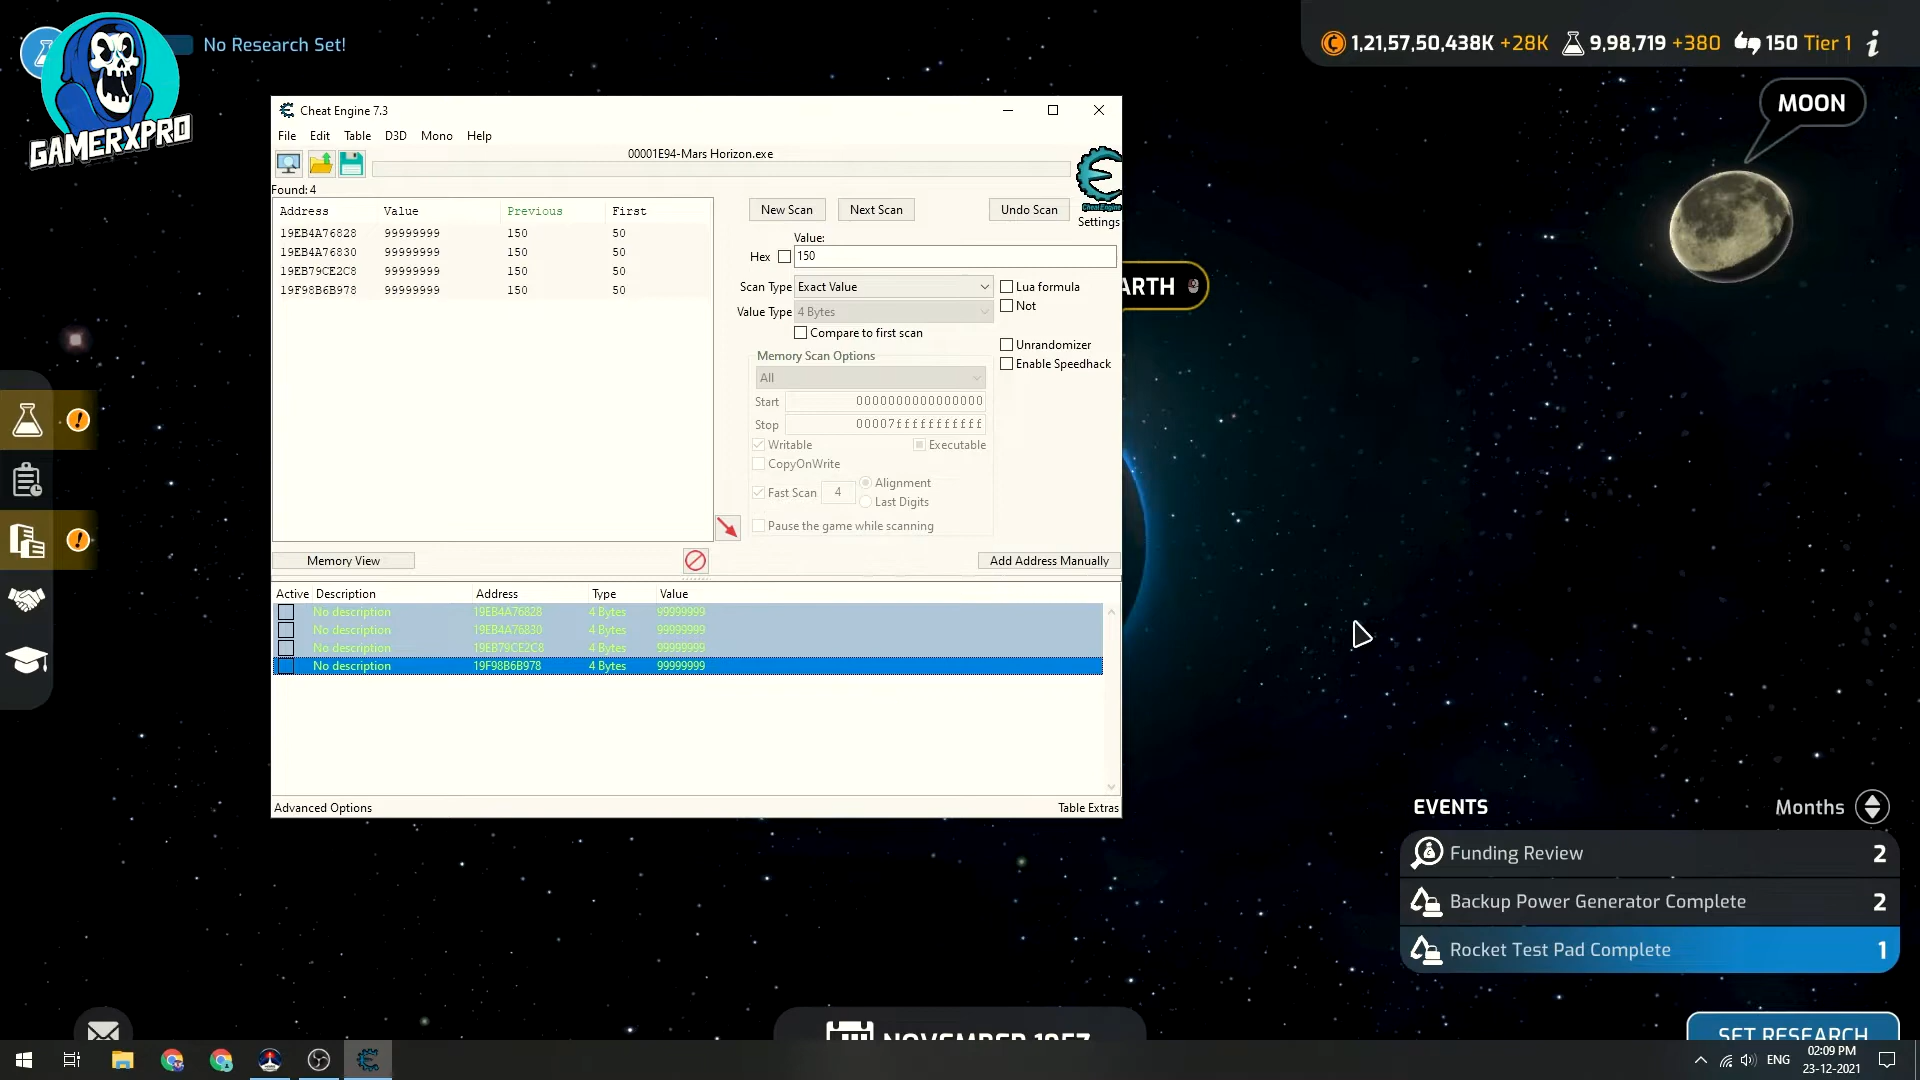 No Research Set!
GAMERXPRO
1,21,57,50,438K +28K 9,98,719 +380 150 Tier 1
MOON
ARTH
Cheat Engine 7.3
File Edit Table D3D Mono Help
00001E94-Mars Horizon.exe
Found: 4
Address Value Previous First
19EB4A76828 99999999 150 50
19EB4A76830 99999999 150 50
19EB79CE2C8 99999999 150 50
19F98B6B978 99999999 150 50
New Scan Next Scan Undo Scan
Cheat Engine
Settings
Value:
Hex 150
Scan Type Exact Value
Lua formula
Value Type 4 Bytes
Not
Compare to first scan
Unrandomizer
Enable Speedhack
Memory Scan Options
All
Start 0000000000000000
Stop 00007fffffffffff
Writable Executable
CopyOnWrite
Fast Scan 4 Alignment
Last Digits
Pause the game while scanning
Memory View
Add Address Manually
Active Description Address Type Value
No description 19EB4A76828 4 Bytes 99999999
No description 19EB4A76830 4 Bytes 99999999
No description 19EB79CE2C8 4 Bytes 99999999
No description 19F98B6B978 4 Bytes 99999999
Advanced Options Table Extras
EVENTS Months
Funding Review 2
Backup Power Generator Complete 2
Rocket Test Pad Complete 1
NOVEMBER 1957
SET RESEARCH
ENG
02:09 PM
23-12-2021